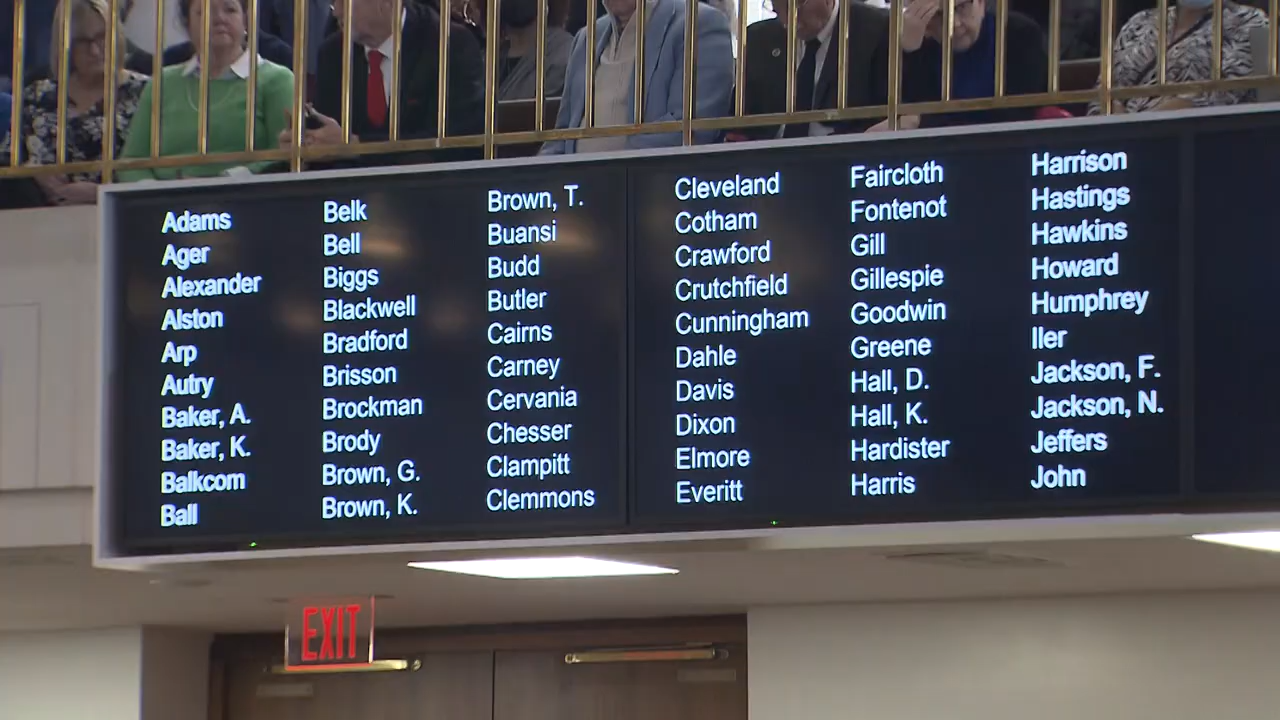 Adams
Ager
Alexander
Alston
Arp
Autry
Baker, A.
Baker, K.
Balkcom
Ball
Belk
Bell
Biggs
Blackwell
Bradford
Brisson
Brockman
Brody
Brown, G.
Brown, K.
Brown, T.
Buansi
Budd
Butler
Cairns
Carney
Cervania
Chesser
Clampitt
Clemmons
Cleveland
Cotham
Crawford
Crutchfield
Cunningham
Dahle
Davis
Dixon
Elmore
Everitt
Faircloth
Fontenot
Gill
Gillespie
Goodwin
Greene
Hall, D.
Hall, K.
Hardister
Harris
Harrison
Hastings
Hawkins
Howard
Humphrey
Iler
Jackson, F.
Jackson, N.
Jeffers
John
EXIT